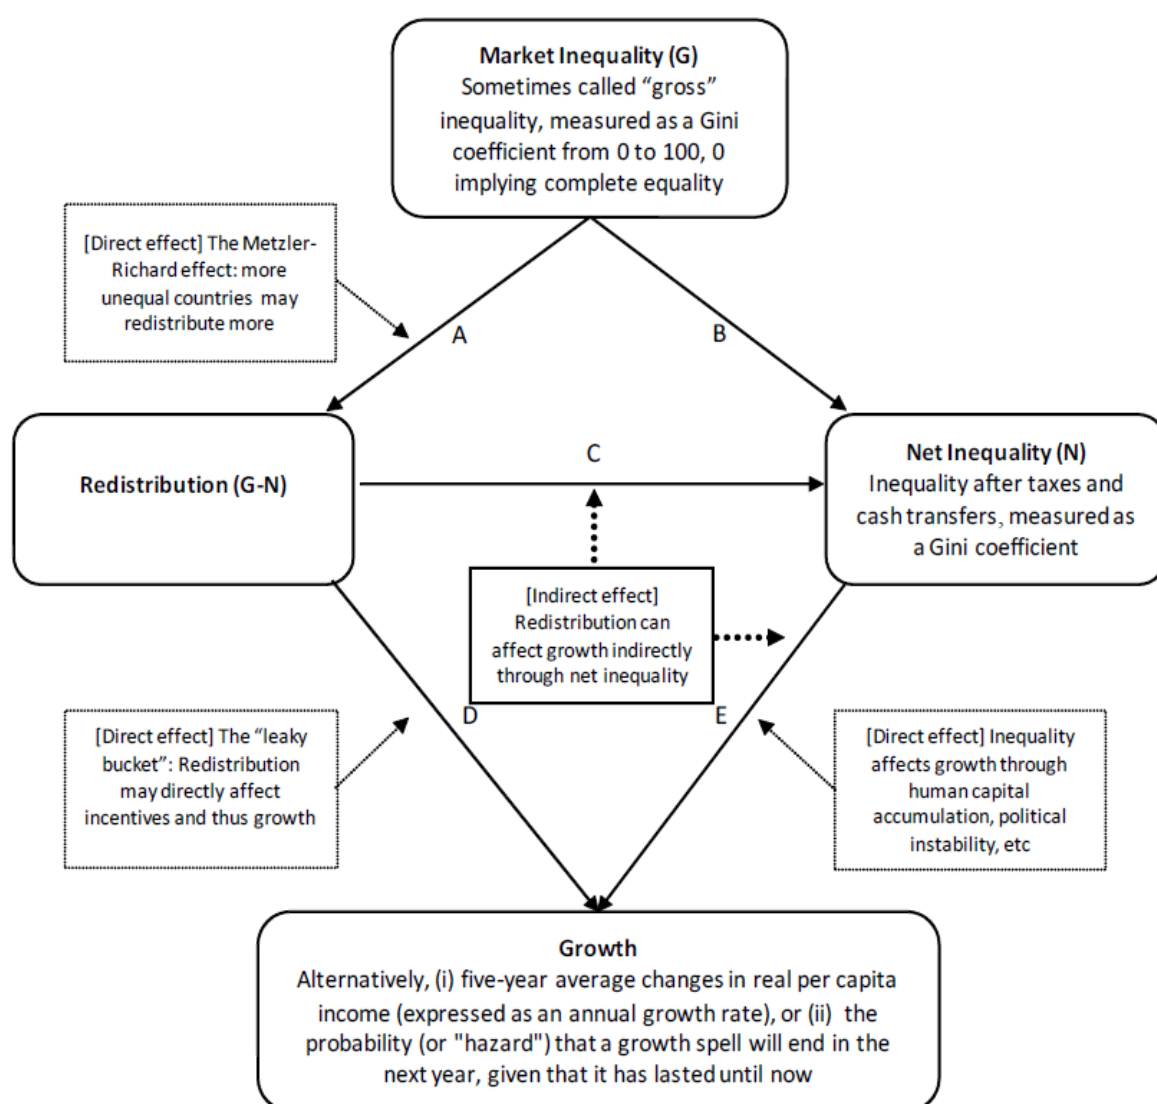 Market Inequality (G)
Sometimes called “gross”
inequality, measured as a Gini
coefficient from 0 to 100, 0
implying complete equality
[Direct effect] The Metzler-
Richard effect: more
unequal countries may
redistribute more
A
B
Redistribution (G-N)
C
Net Inequality (N)
Inequality after taxes and
cash transfers, measured as
a Gini coefficient
[Indirect effect]
Redistribution can
affect growth indirectly
through net inequality
D
E
[Direct effect] The “leaky
bucket”: Redistribution
may directly affect
incentives and thus growth
[Direct effect] Inequality
affects growth through
human capital
accumulation, political
instability, etc
Growth
Alternatively, (i) five-year average changes in real per capita
income (expressed as an annual growth rate), or (ii) the
probability (or "hazard") that a growth spell will end in the
next year, given that it has lasted until now